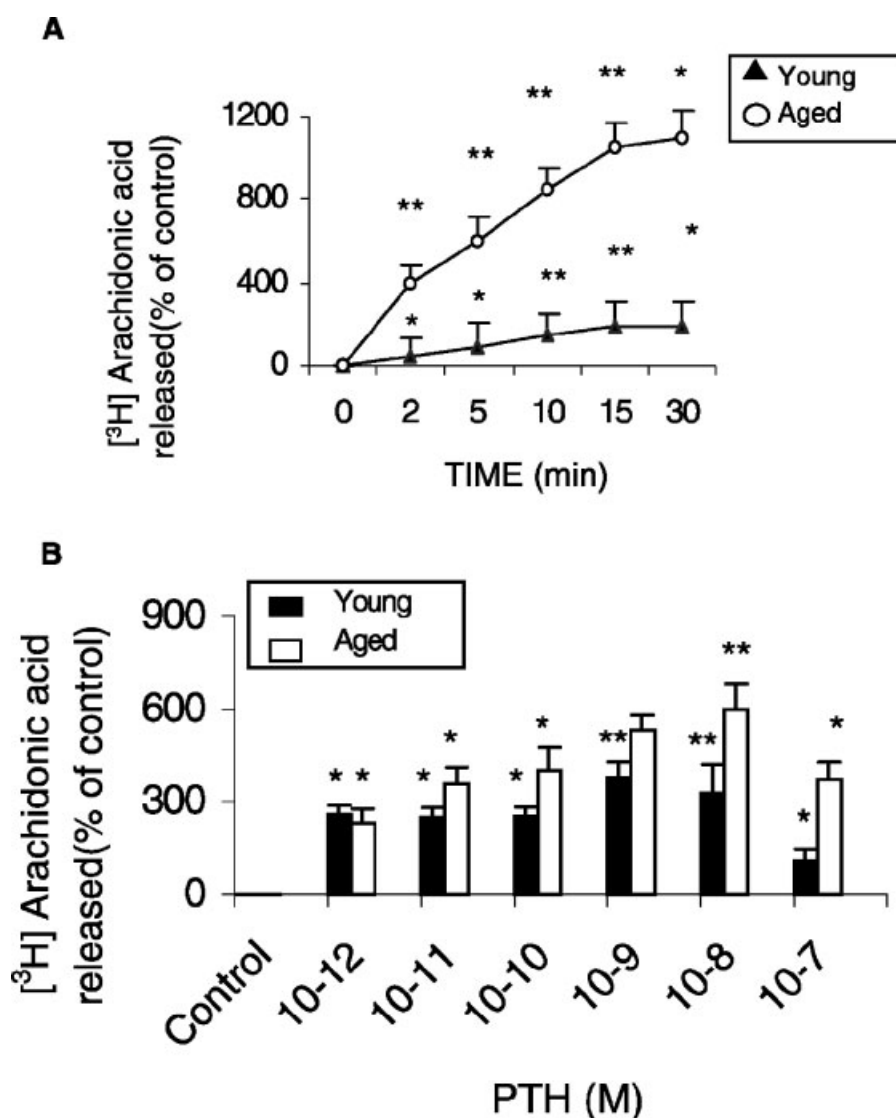 A
Young
Aged
** *
**
1200
**
800
**
*
400
**
**
*
*
0
[³H] Arachidonic acid
released(% of control)
0 2 5 10 15 30
TIME (min)
B
Young
Aged
900
600
300
0
**
*
** **
* *
* * * *
*
[³H] Arachidonic acid
released(% of control)
Control 10-12 10-11 10-10 10-9 10-8 10-7
PTH (M)